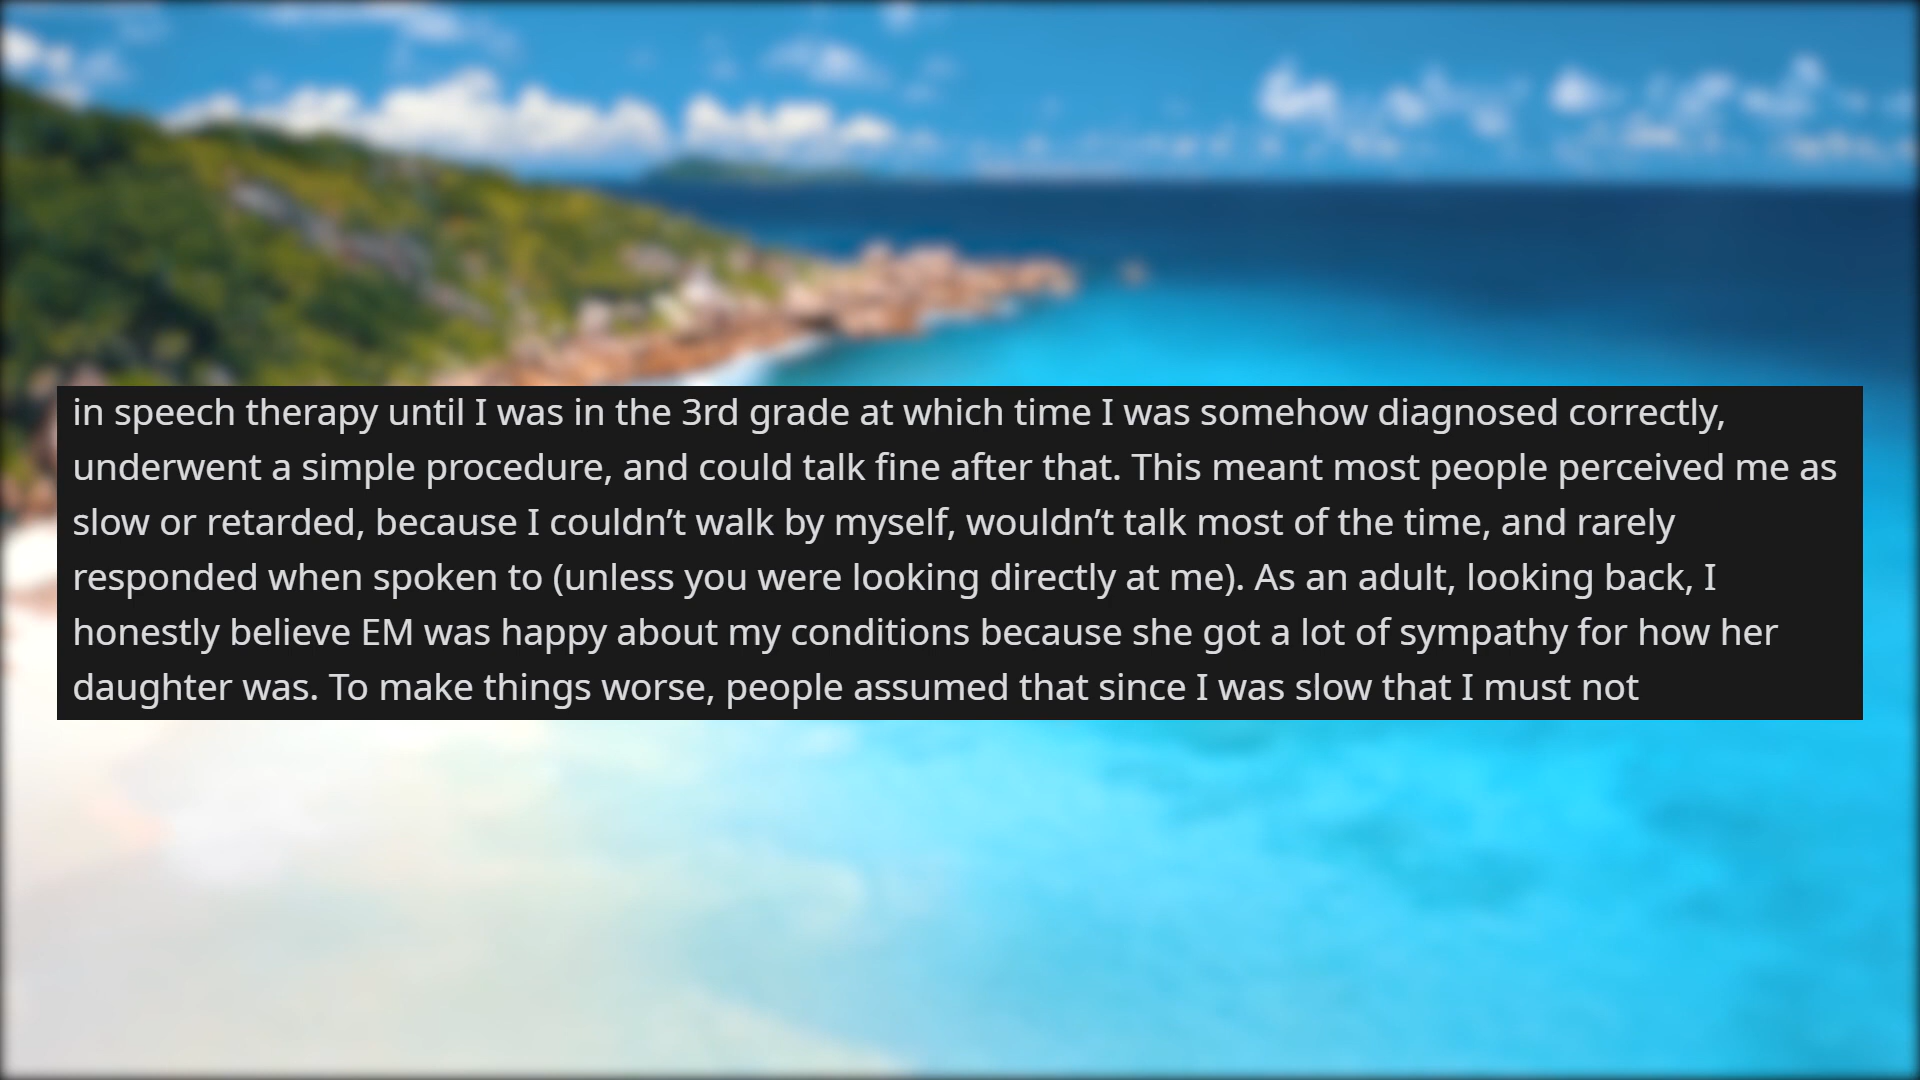 in speech therapy until I was in the 3rd grade at which time I was somehow diagnosed correctly,
underwent a simple procedure, and could talk fine after that. This meant most people perceived me as
slow or retarded, because I couldn’t walk by myself, wouldn’t talk most of the time, and rarely
responded when spoken to (unless you were looking directly at me). As an adult, looking back, I
honestly believe EM was happy about my conditions because she got a lot of sympathy for how her
daughter was. To make things worse, people assumed that since I was slow that I must not